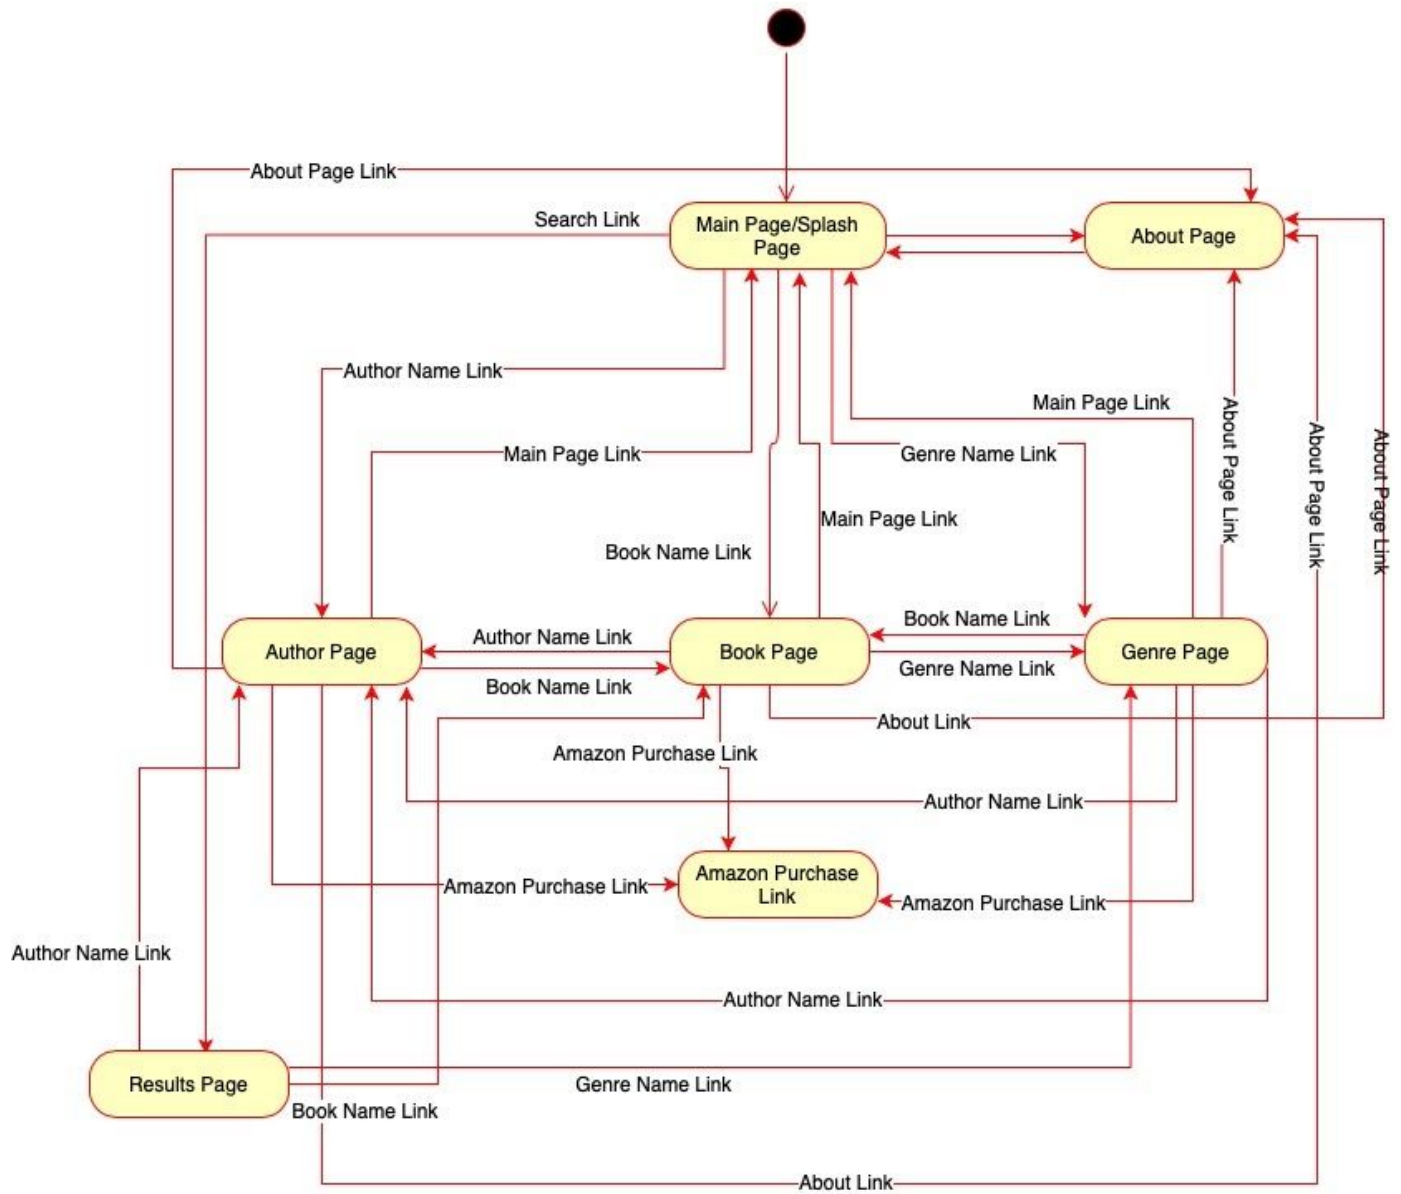 About Page Link
Search Link
Main Page/Splash
Page
About Page
Author Name Link
Main Page Link
Main Page Link
Genre Name Link
About Page Link
About Page Link
About Page Link
Main Page Link
Book Name Link
Author Page
Author Name Link
Book Name Link
Book Page
Book Name Link
Genre Name Link
Genre Page
About Link
Amazon Purchase Link
Author Name Link
Amazon Purchase Link
Amazon Purchase
Link
Amazon Purchase Link
Author Name Link
Author Name Link
Results Page
Genre Name Link
Book Name Link
About Link